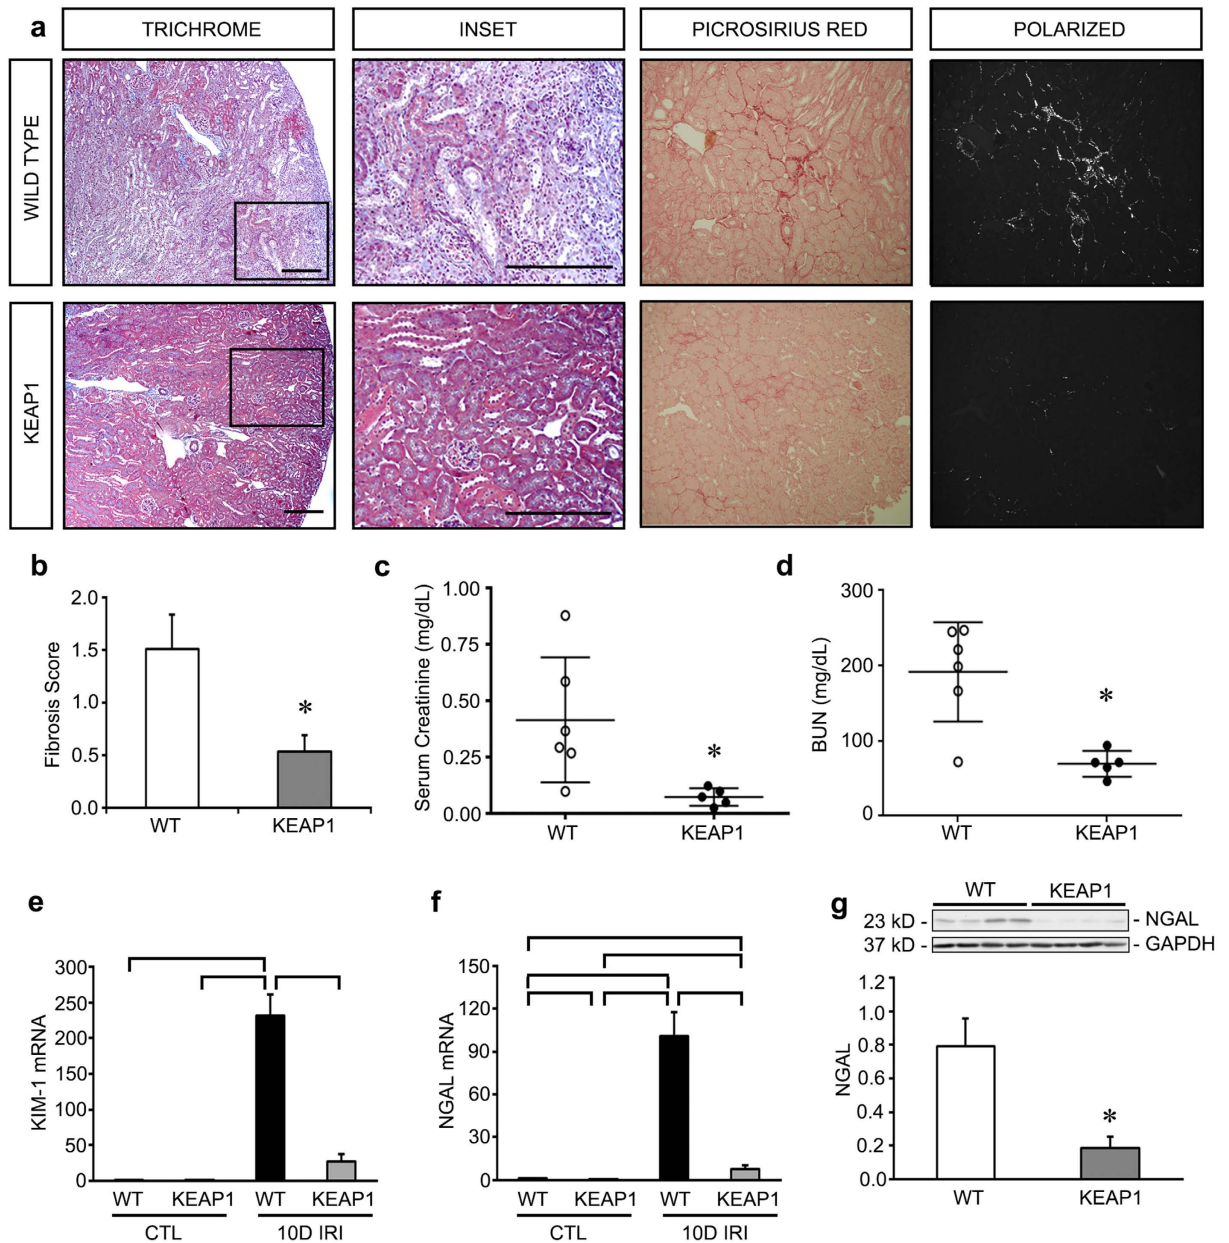 a
TRICHROME
INSET
PICROSIRIUS RED
POLARIZED
WILD TYPE
KEAP1
b
Fibrosis Score
2.0
1.5
1.0
0.5
0.0
*
WT
KEAP1
c
Serum Creatinine (mg/dL)
1.00
0.75
0.50
0.25
0.00
*
WT
KEAP1
d
BUN (mg/dL)
300
200
100
0
*
WT
KEAP1
e
KIM-1 mRNA
300
250
200
150
100
50
0
WT KEAP1 WT KEAP1
CTL 10D IRI
f
NGAL mRNA
150
120
90
60
30
0
WT KEAP1 WT KEAP1
CTL 10D IRI
g
WT KEAP1
23 kD - - NGAL
37 kD - - GAPDH
NGAL
1.2
1.0
0.8
0.6
0.4
0.2
0.0
*
WT
KEAP1